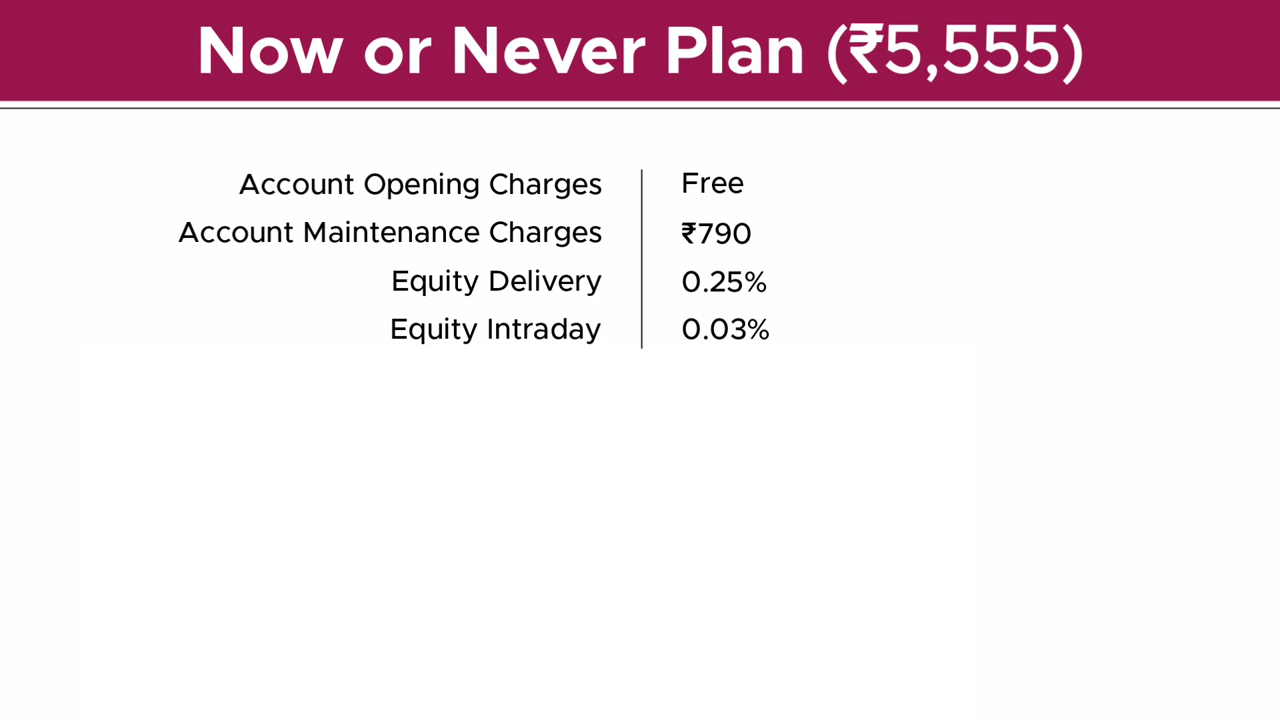 Now or Never Plan (₹5,555)
Account Opening Charges Free
Account Maintenance Charges ₹790
Equity Delivery 0.25%
Equity Intraday 0.03%